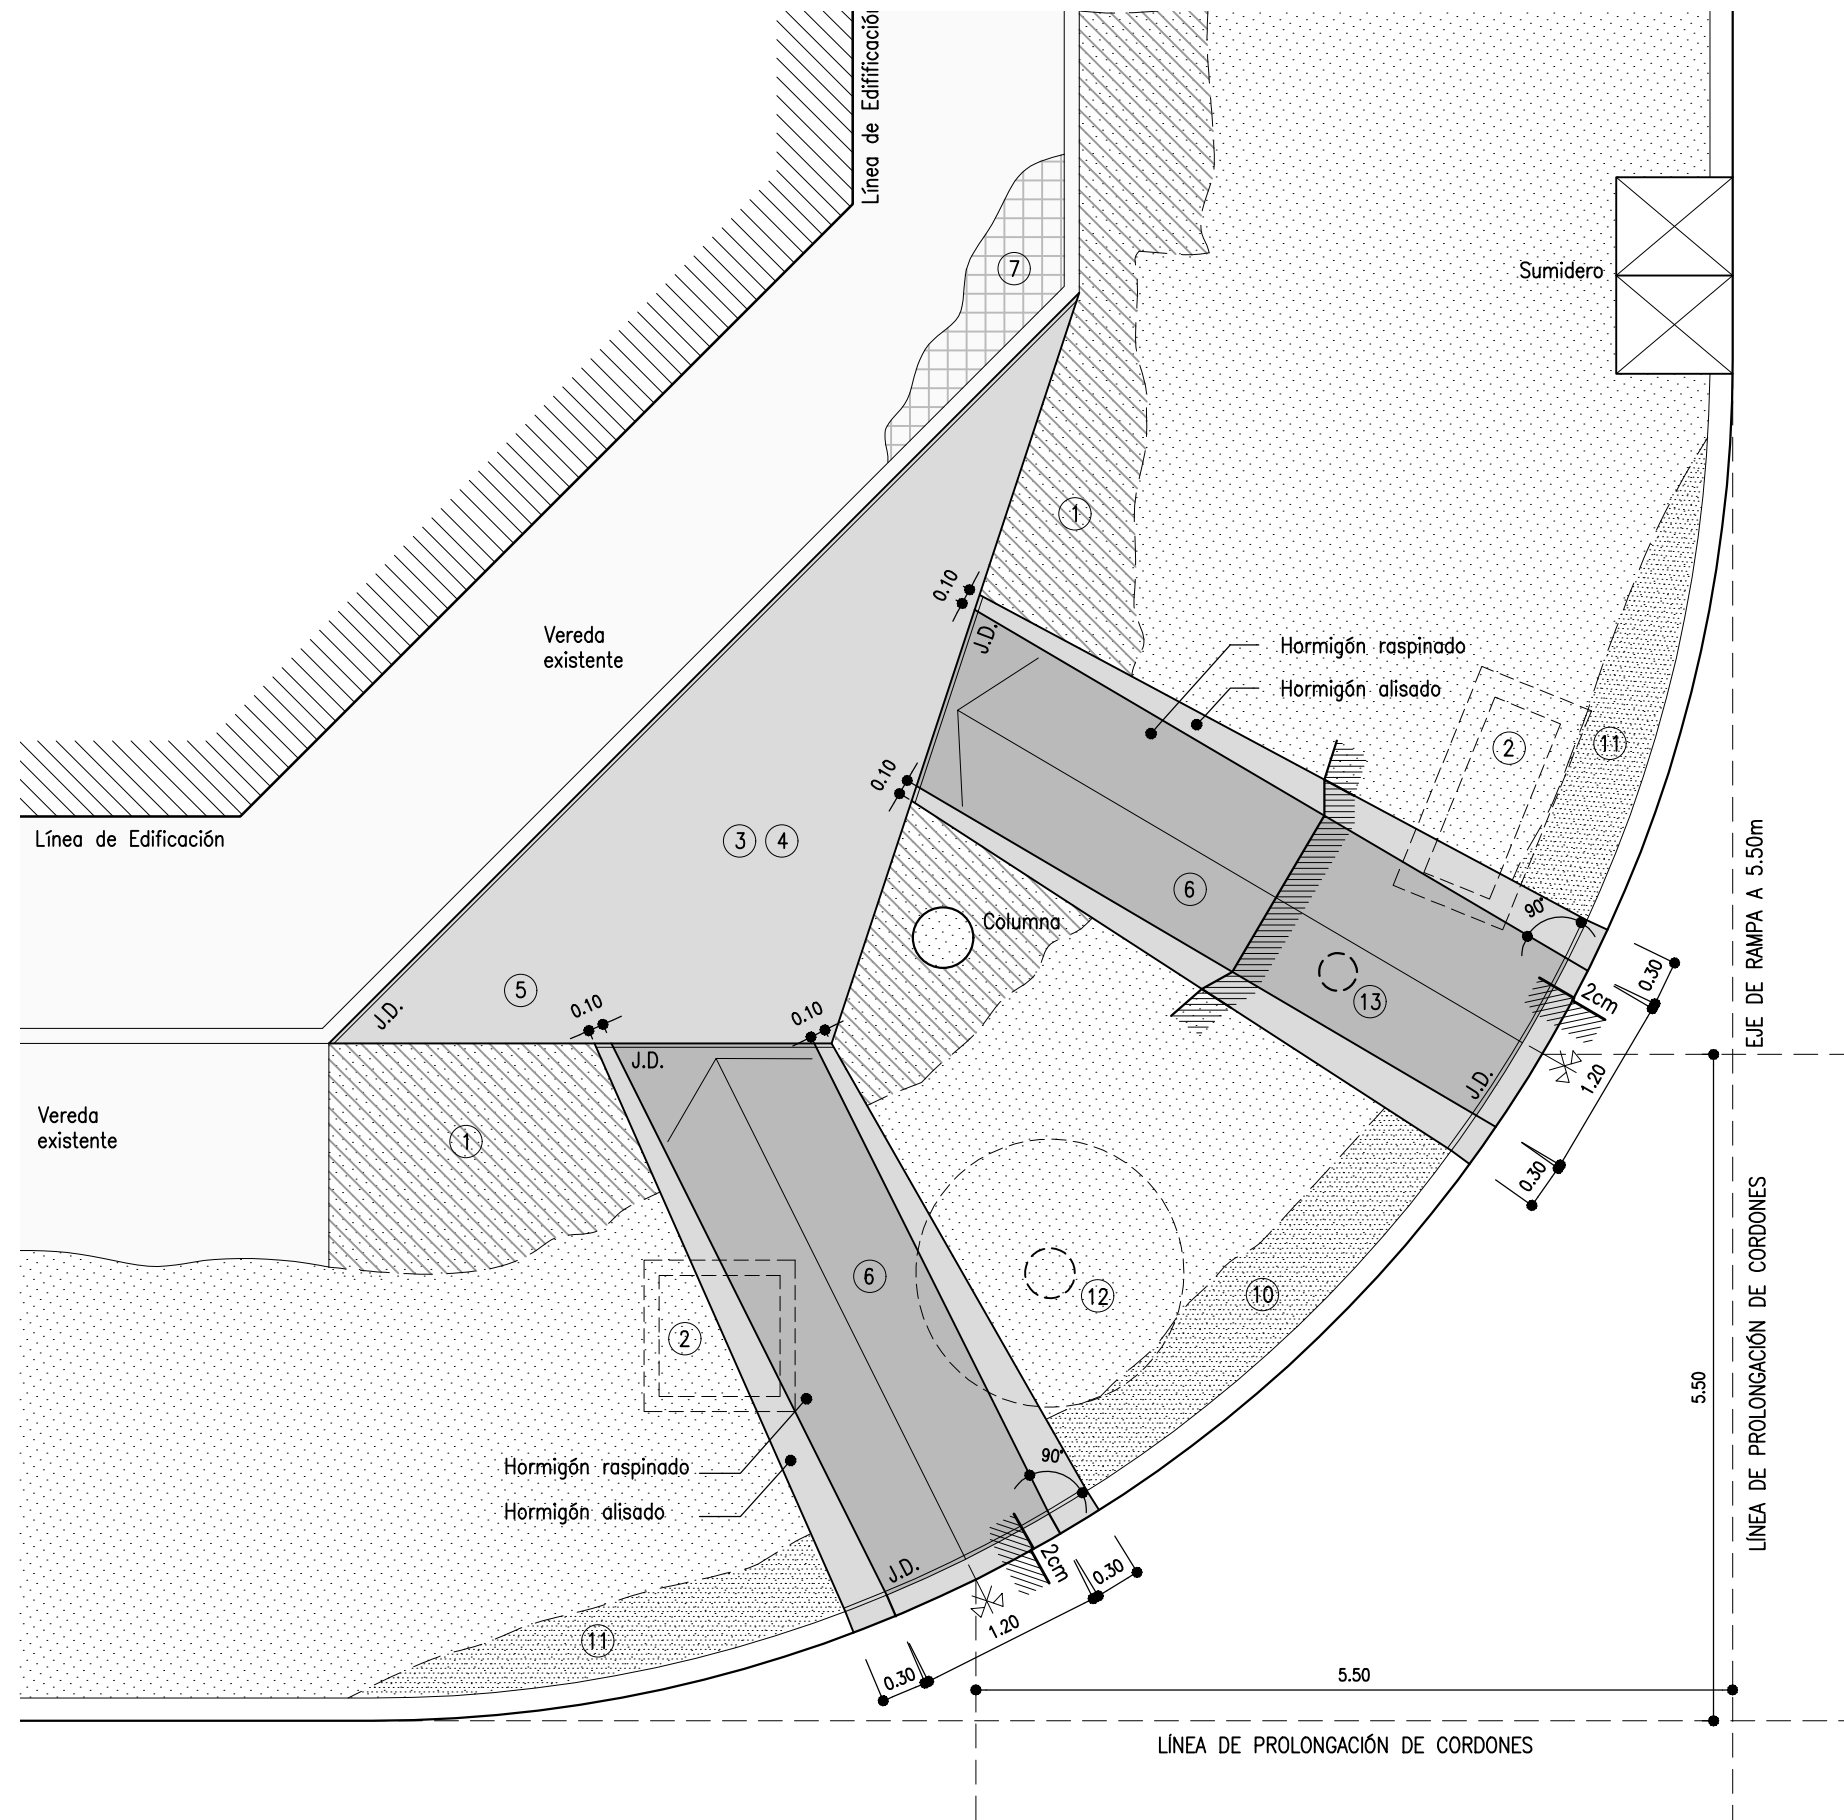 Línea de Edifificación
7
Sumidero
1
0.10
J.D.
Vereda
existente
Hormigón raspinado
Hormigón alisado
2
11
0.10
3 4
Línea de Edificación
6
Columna
90°
EJE DE RAMPA A 5.50m
5
J.D.
0.10
0.10
J.D.
13
2cm
0.30
1.20
J.D.
0.30
Vereda
existente
1
6
12
10
2
LÍNEA DE PROLONGACIÓN DE CORDONES
5.50
Hormigón raspinado
Hormigón alisado
90°
J.D.
2cm
0.30
1.20
0.30
11
5.50
LÍNEA DE PROLONGACIÓN DE CORDONES